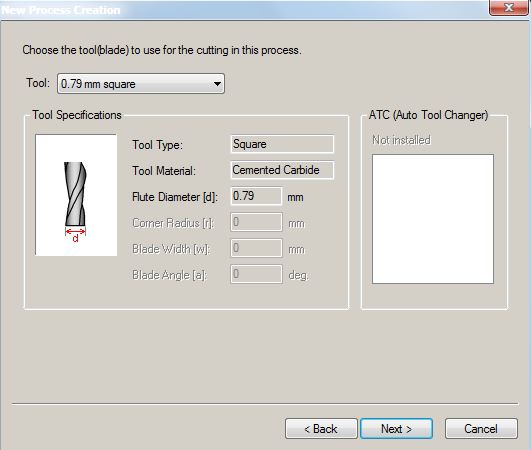 New Process Creation
Choose the tool(blade) to use for the cutting in this process.
Tool: 0.79 mm square
Tool Specifications
ATC (Auto Tool Changer)
Tool Type: Square
Not installed
Tool Material: Cemented Carbide
Flute Diameter [d]: 0.79 mm
Corner Radius [r]: 0 mm
d
Blade Width [w]: 0 mm
Blade Angle [a]: 0 deg.
< Back Next > Cancel